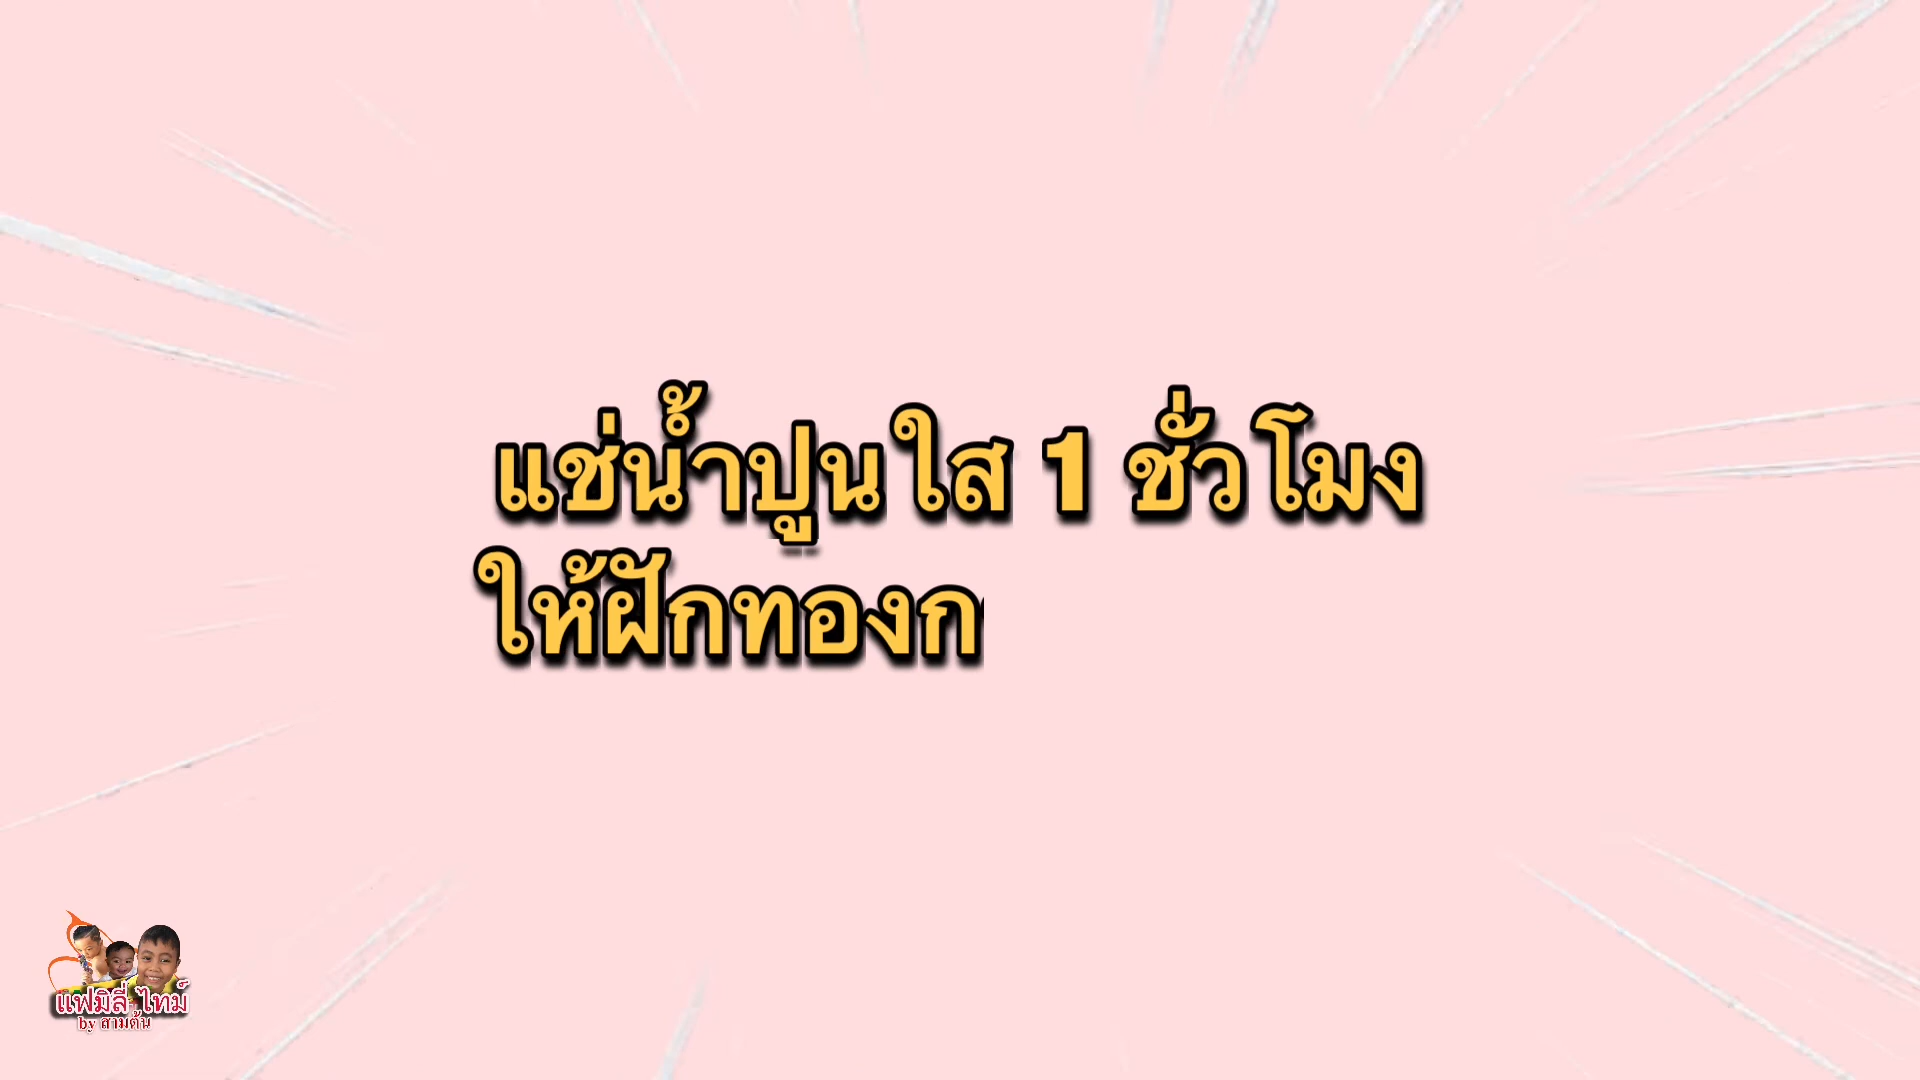 แช่น้ำปูนใส 1 ชั่วโมง
ให้ฝักทองก
แฟมิลี่ ไทม์
by สามต้น